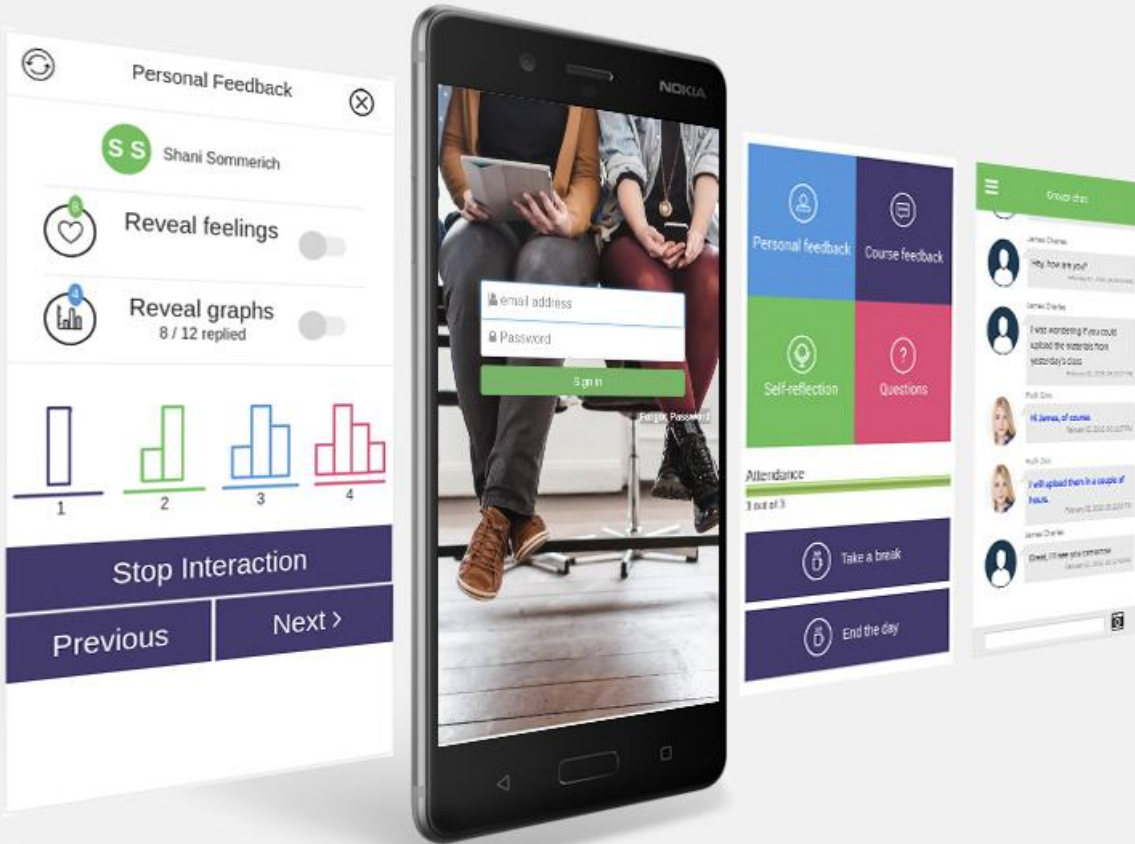 Personal Feedback
S S
Shani Sommerich
8
Reveal feelings
4
Reveal graphs
8 / 12 replied
1
2
3
4
Stop Interaction
Previous
Next >
NOKIA
email address
Password
Sign in
Forgot Password
Personal feedback
Course feedback
Self-reflection
?
Questions
Attendance
3 out of 3
Take a break
End the day
Groups chat
James Charles
Hey, how are you?
James Charles
I was wondering if you could
upload the materials from
yesterday's class
Hi James, of course.
I will upload them in a couple of
hours.
James Charles
Great, I'll see you tomorrow